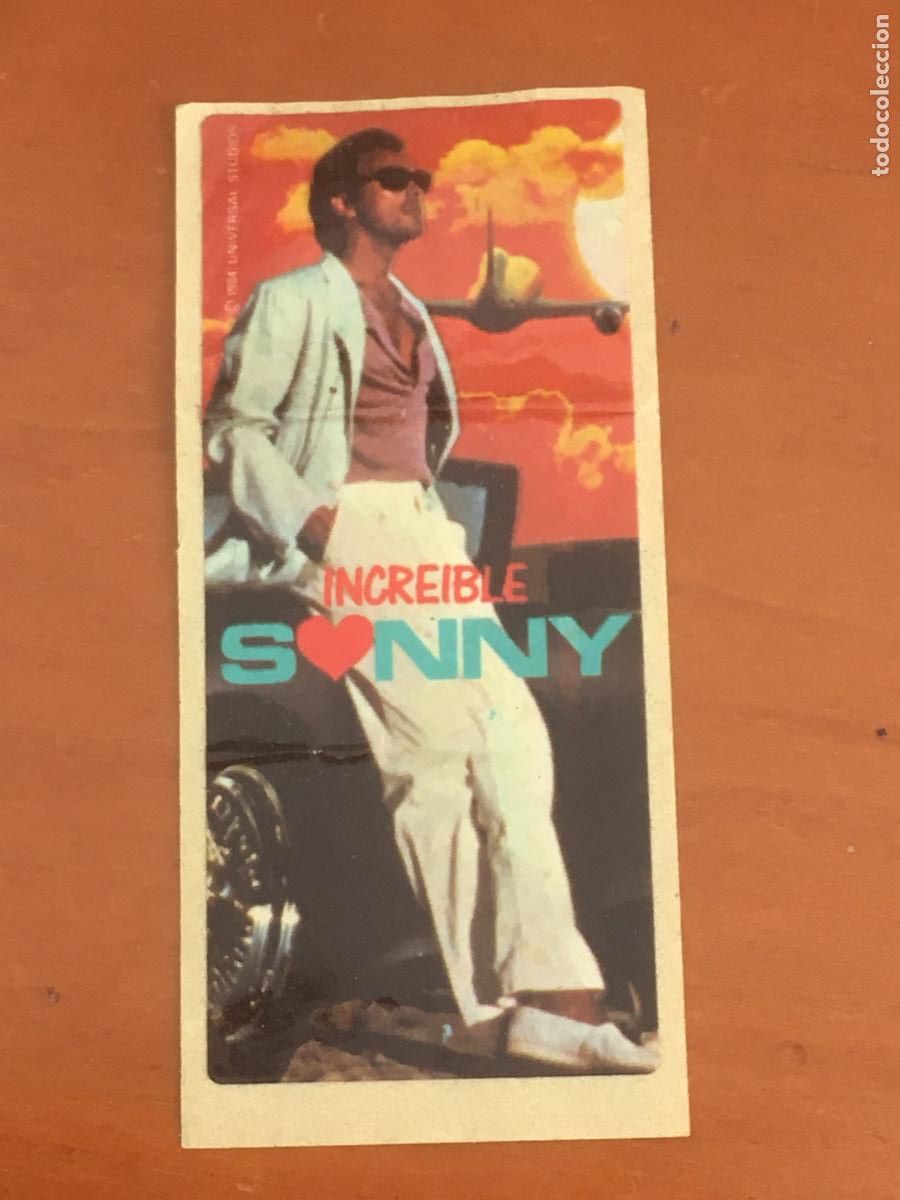 © 1984 UNIVERSAL STUDIOS
INCREIBLE
S❤NNY
todocoleccion